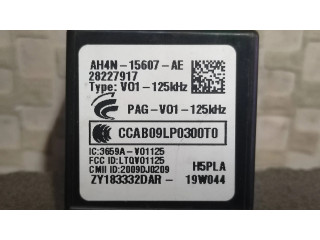 AH4N-15607-AE
28227917
Type: V01-125kHz
PAG-V01-125kHz
CCAB09LP0300T0
IC:3659A-V01125
FCC ID:LTQV01125
CMII ID:2009DJ0209
H5PLA
ZY183332DAR- 19W044